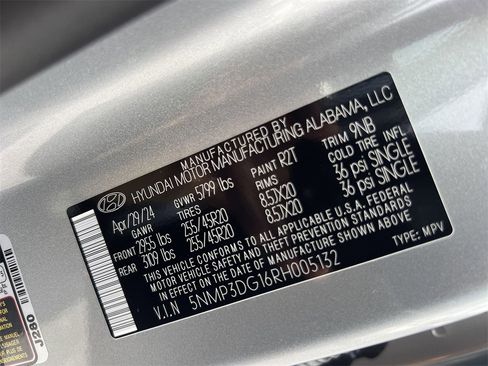 MANUFACTURED BY
HYUNDAI MOTOR MANUFACTURING ALABAMA, LLC
Apr/29/24 GVWR 5799 lbs PAINT R2T TRIM 9NB
GAWR TIRES RIMS COLD TIRE INFL
FRONT 2955 lbs 255/45R20 8.5JX20 36 psi SINGLE
REAR 3109 lbs 255/45R20 8.5JX20 36 psi SINGLE
THIS VEHICLE CONFORMS TO ALL APPLICABLE U.S.A. FEDERAL
MOTOR VEHICLE SAFETY AND THEFT PREVENTION STANDARDS
IN EFFECT ON THE DATE OF MANUFACTURE SHOWN ABOVE.
V.I.N 5NMP3DG16RH005132 TYPE: MPV
J280